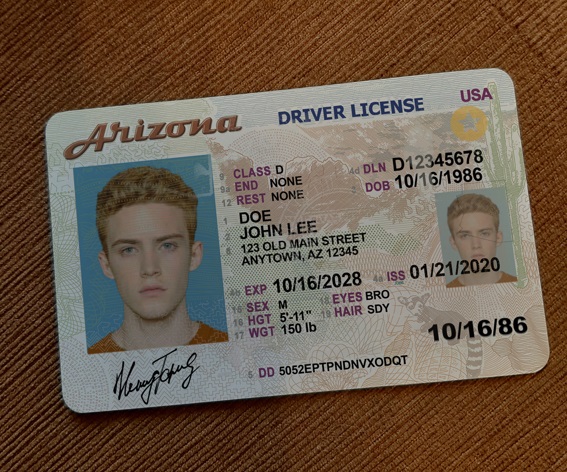 Arizona DRIVER LICENSE USA
9 CLASS D 4d DLN D12345678
9a END NONE 3 DOB 10/16/1986
12 REST NONE
1 DOE
2 JOHN LEE
8 123 OLD MAIN STREET
ANYTOWN, AZ 12345
4b EXP 10/16/2028 4a ISS 01/21/2020
15 SEX M 18 EYES BRO
16 HGT 5'-11" 19 HAIR SDY
17 WGT 150 lb
10/16/86
5 DD 5052EPTPNDNVXODQT